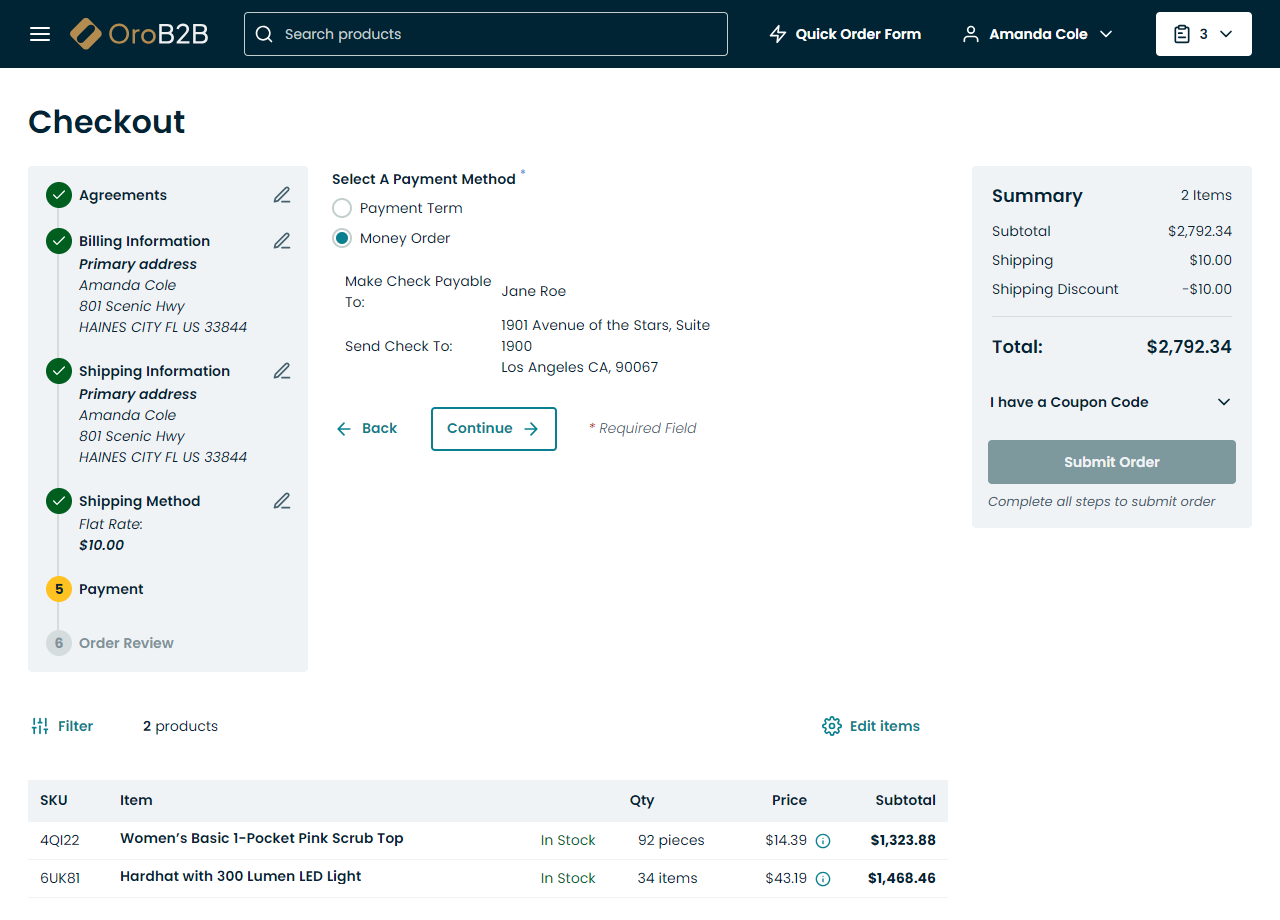 OroB2B
Search products
Quick Order Form
Amanda Cole
3
Checkout
Agreements
Billing Information
Primary address
Amanda Cole
801 Scenic Hwy
HAINES CITY FL US 33844
Shipping Information
Primary address
Amanda Cole
801 Scenic Hwy
HAINES CITY FL US 33844
Shipping Method
Flat Rate:
$10.00
5 Payment
6 Order Review
Select A Payment Method *
Payment Term
Money Order
Make Check Payable
To:
Jane Roe
Send Check To:
1901 Avenue of the Stars, Suite
1900
Los Angeles CA, 90067
Back
Continue
* Required Field
Summary 2 Items
Subtotal $2,792.34
Shipping $10.00
Shipping Discount -$10.00
Total: $2,792.34
I have a Coupon Code
Submit Order
Complete all steps to submit order
Filter
2 products
Edit items
SKU Item Qty Price Subtotal
4QI22 Women’s Basic 1-Pocket Pink Scrub Top In Stock 92 pieces $14.39 $1,323.88
6UK81 Hardhat with 300 Lumen LED Light In Stock 34 items $43.19 $1,468.46